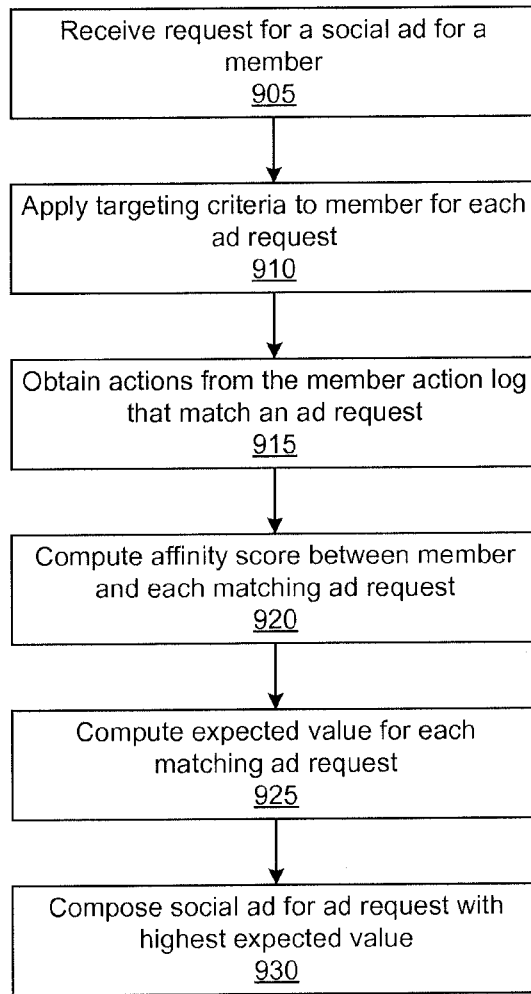 Receive request for a social ad for a
member
905
Apply targeting criteria to member for each
ad request
910
Obtain actions from the member action log
that match an ad request
915
Compute affinity score between member
and each matching ad request
920
Compute expected value for each
matching ad request
925
Compose social ad for ad request with
highest expected value
930